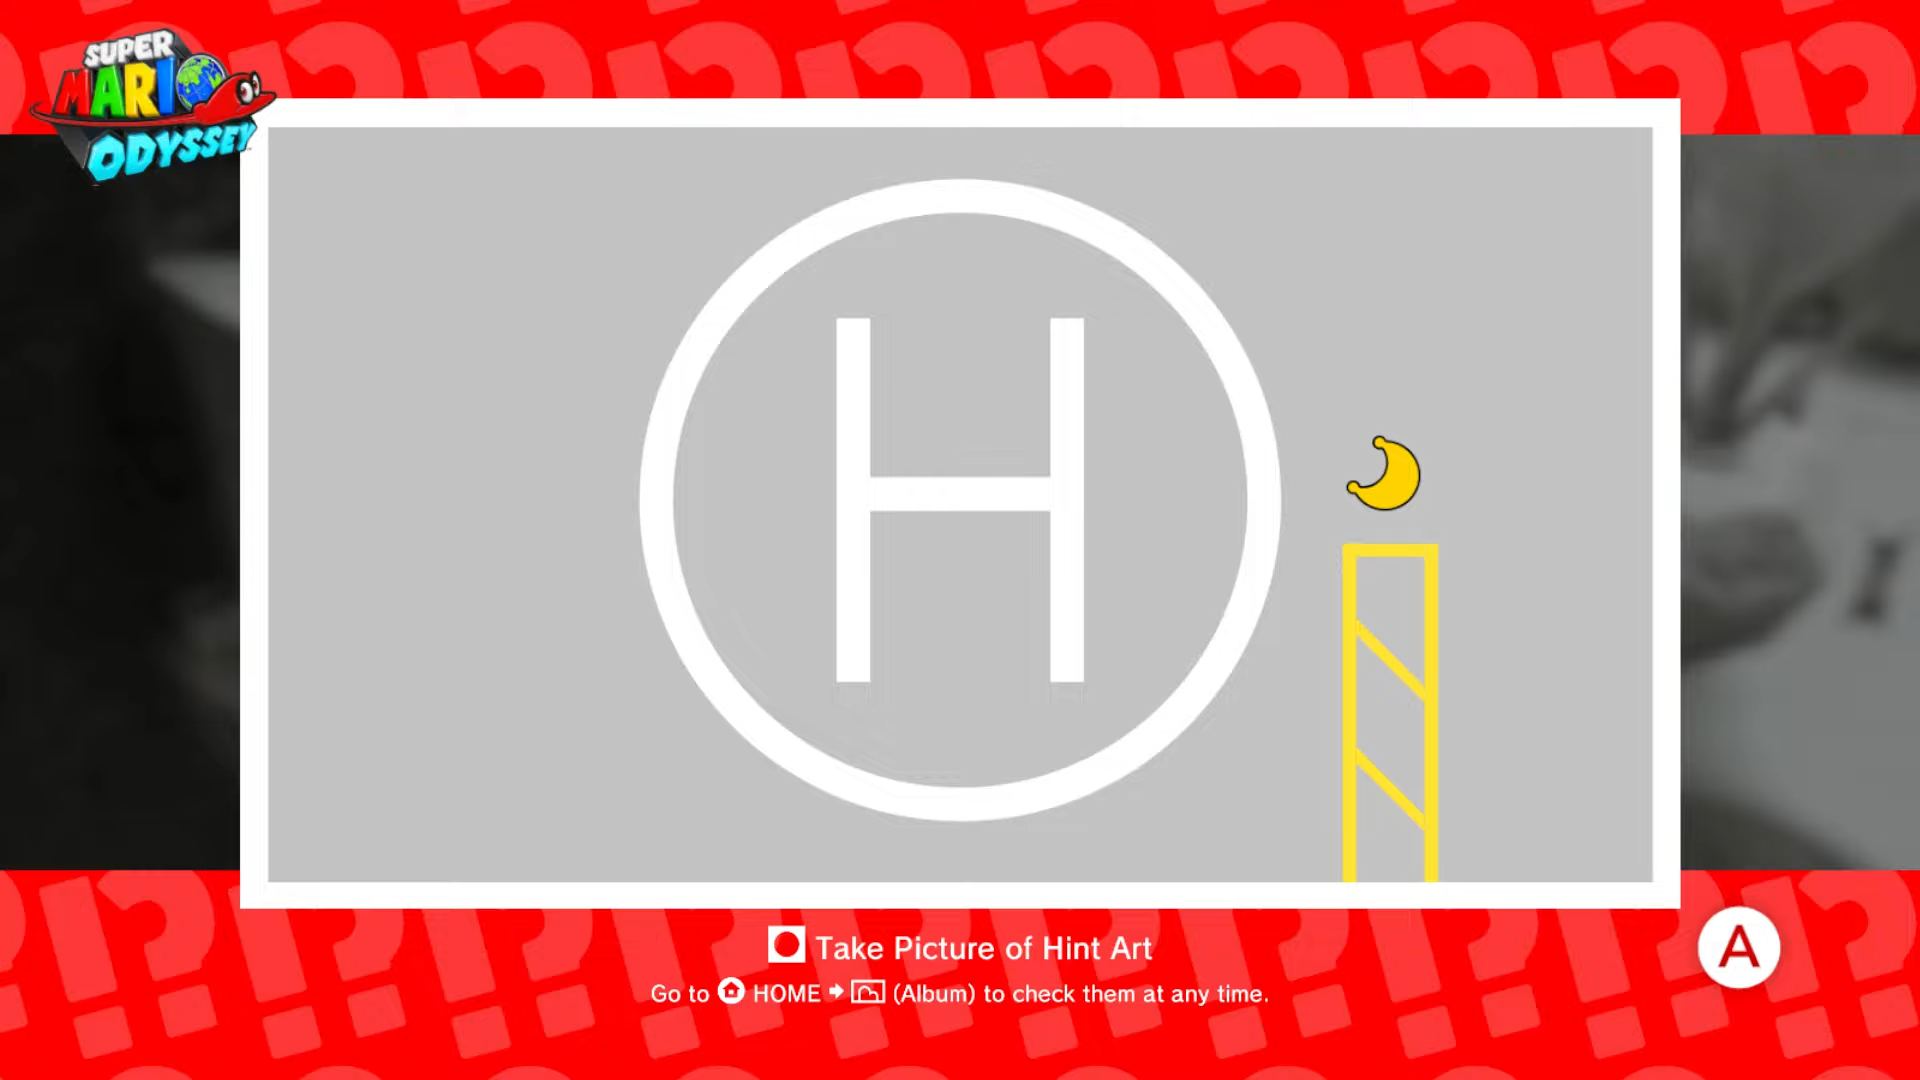 SUPER
MARIO
ODYSSEY
H
Take Picture of Hint Art
Go to HOME → (Album) to check them at any time.
A